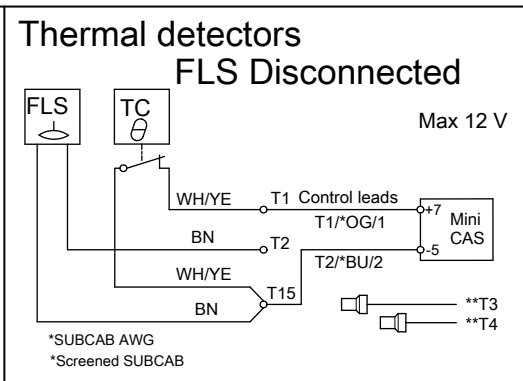 Thermal detectors
FLS Disconnected
FLS
TC
Max 12 V
WH/YE
T1
Control leads
+7
Mini
CAS
T1/*OG/1
BN
T2
-5
T2/*BU/2
WH/YE
T15
BN
**T3
**T4
*SUBCAB AWG
*Screened SUBCAB